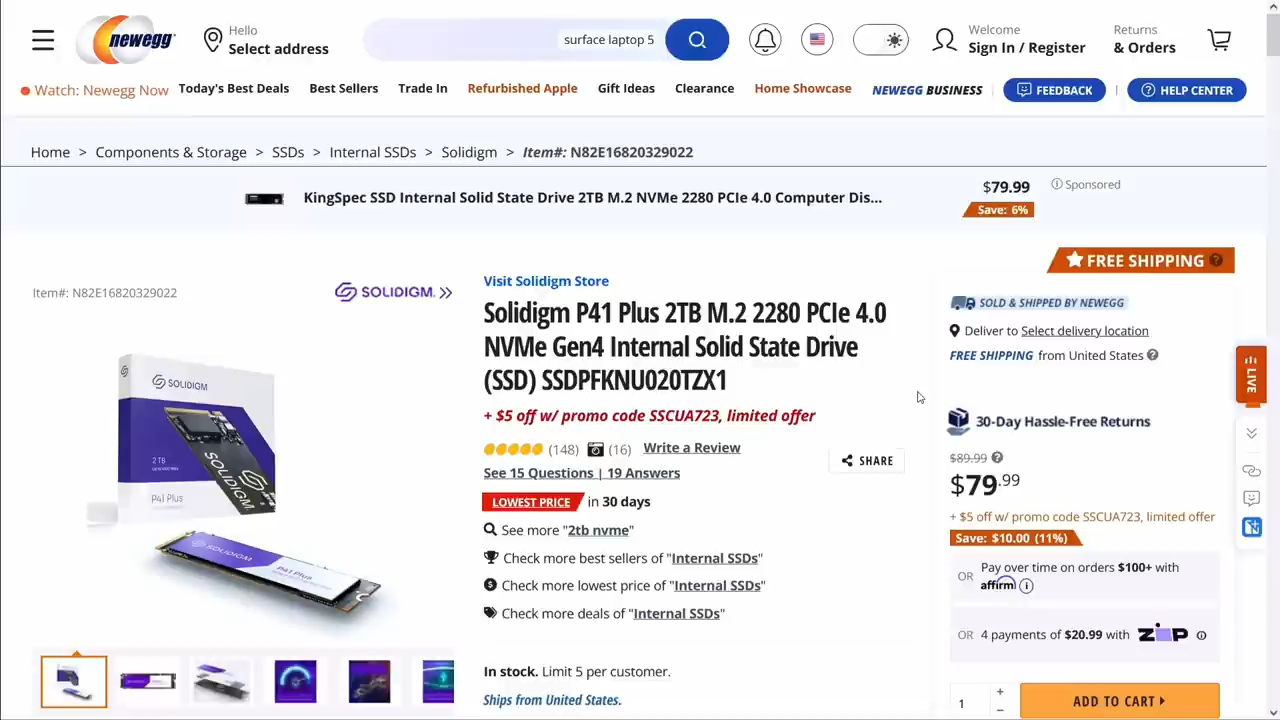 newegg
Hello
Select address
surface laptop 5
Welcome
Sign In / Register
Returns
& Orders
Watch: Newegg Now
Today's Best Deals
Best Sellers
Trade In
Refurbished Apple
Gift Ideas
Clearance
Home Showcase
NEWEGG BUSINESS
FEEDBACK
HELP CENTER
Home > Components & Storage > SSDs > Internal SSDs > Solidigm > Item#: N82E16820329022
KingSpec SSD Internal Solid State Drive 2TB M.2 NVMe 2280 PCIe 4.0 Computer Dis...
$79.99
Sponsored
Save: 6%
Item#: N82E16820329022
SOLIDIGM.
SOLIDIGM
SOLIDIGM
2 TB
P41 Plus
SOLIDIGM
P41 Plus
Visit Solidigm Store
Solidigm P41 Plus 2TB M.2 2280 PCIe 4.0
NVMe Gen4 Internal Solid State Drive
(SSD) SSDPFKNU020TZX1
+ $5 off w/ promo code SSCUA723, limited offer
(148) (16) Write a Review
See 15 Questions | 19 Answers
SHARE
LOWEST PRICE in 30 days
See more "2tb nvme"
Check more best sellers of "Internal SSDs"
Check more lowest price of "Internal SSDs"
Check more deals of "Internal SSDs"
In stock. Limit 5 per customer.
Ships from United States.
FREE SHIPPING
SOLD & SHIPPED BY NEWEGG
Deliver to Select delivery location
FREE SHIPPING from United States
LIVE
30-Day Hassle-Free Returns
$89.99
$79.99
+ $5 off w/ promo code SSCUA723, limited offer
Save: $10.00 (11%)
OR Pay over time on orders $100+ with
affirm
OR 4 payments of $20.99 with ZIP
1
+
−
ADD TO CART